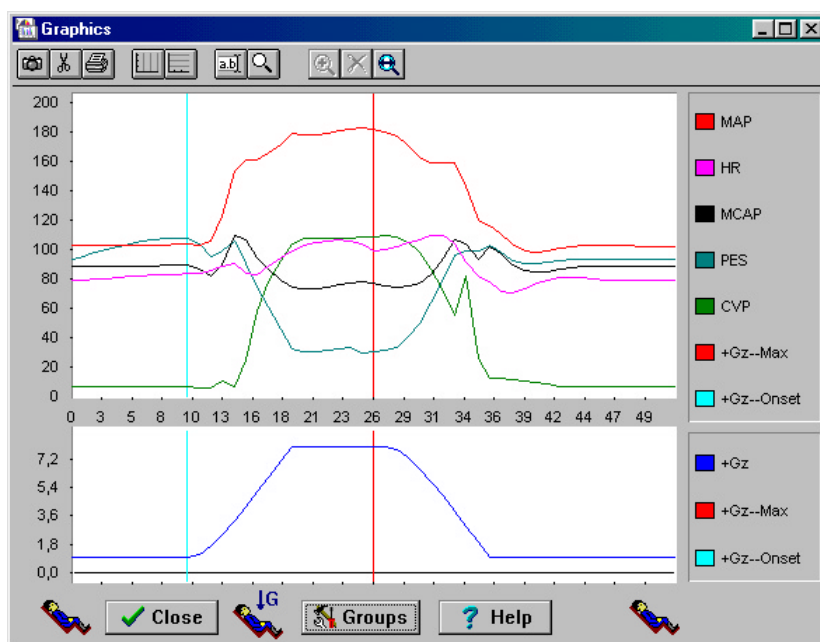 Graphics
a.b
200
180
160
140
120
100
80
60
40
20
0
0 3 5 8 10 13 16 18 21 23 26 29 31 34 36 39 42 44 47 49
MAP
HR
MCAP
PES
CVP
+Gz--Max
+Gz--Onset
7,2
5,4
3,6
1,8
0,0
+Gz
+Gz--Max
+Gz--Onset
Close
G
Groups
? Help